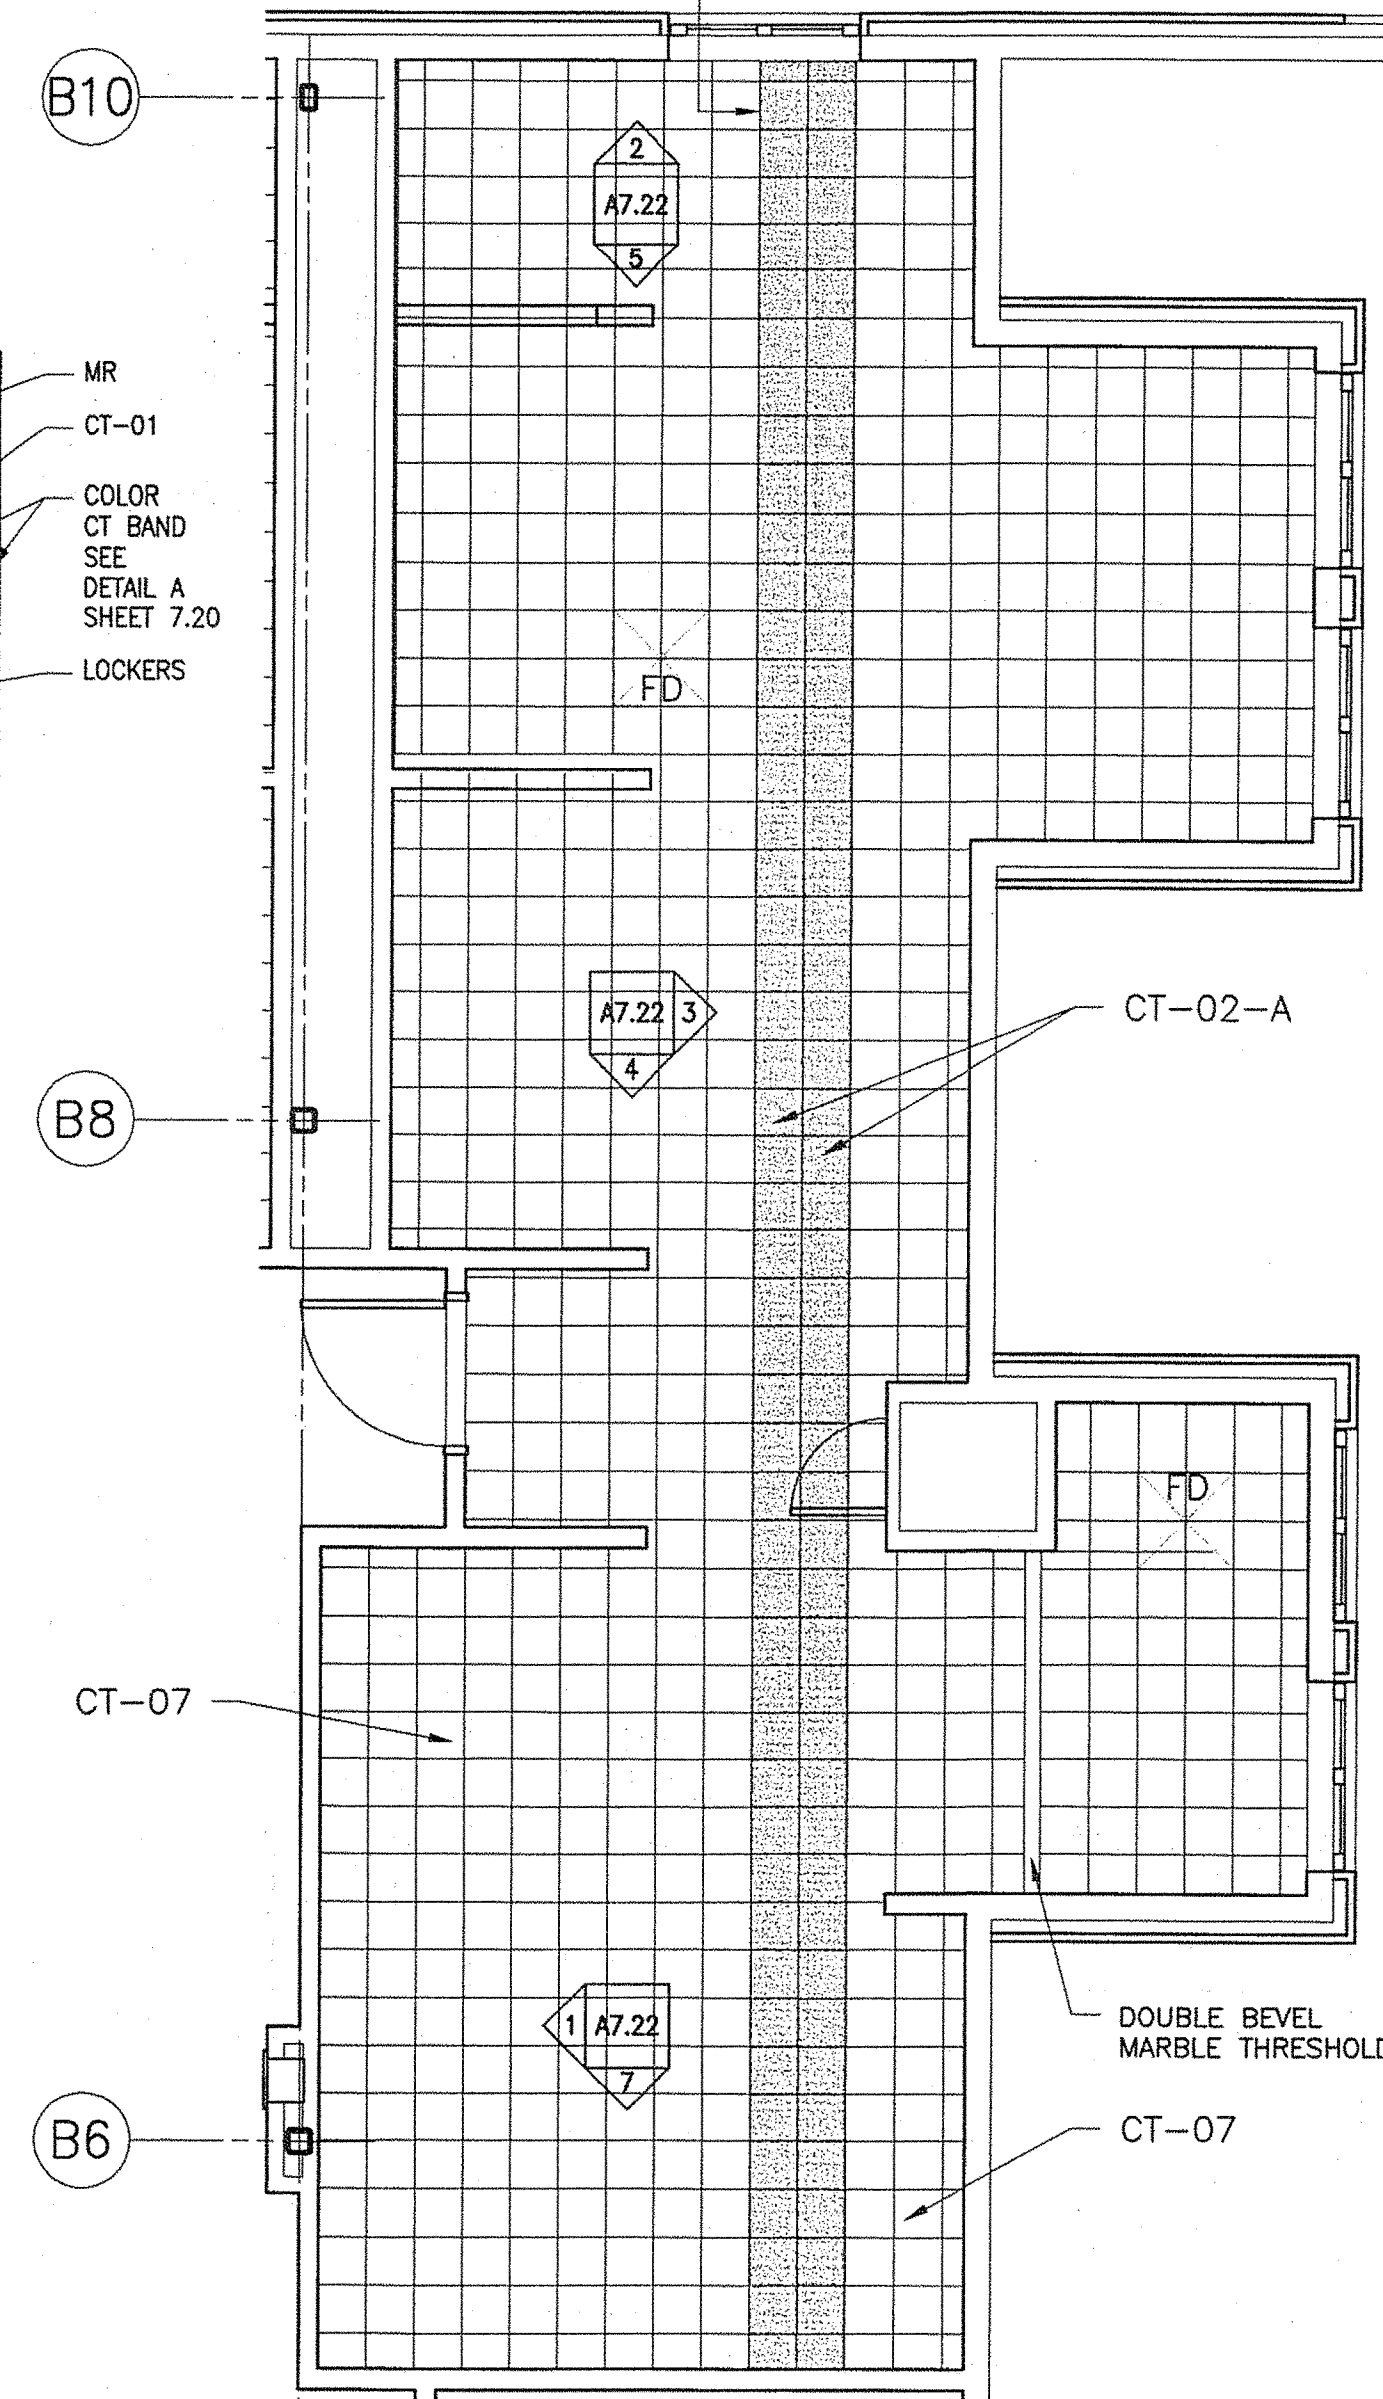 B10
2
A7.22
5
MR
CT-01
COLOR
CT BAND
SEE
DETAIL A
SHEET 7.20
LOCKERS
FD
A7.22 3
4
CT-02-A
B8
FD
CT-07
1 A7.22
7
DOUBLE BEVEL
MARBLE THRESHOLD
B6
CT-07